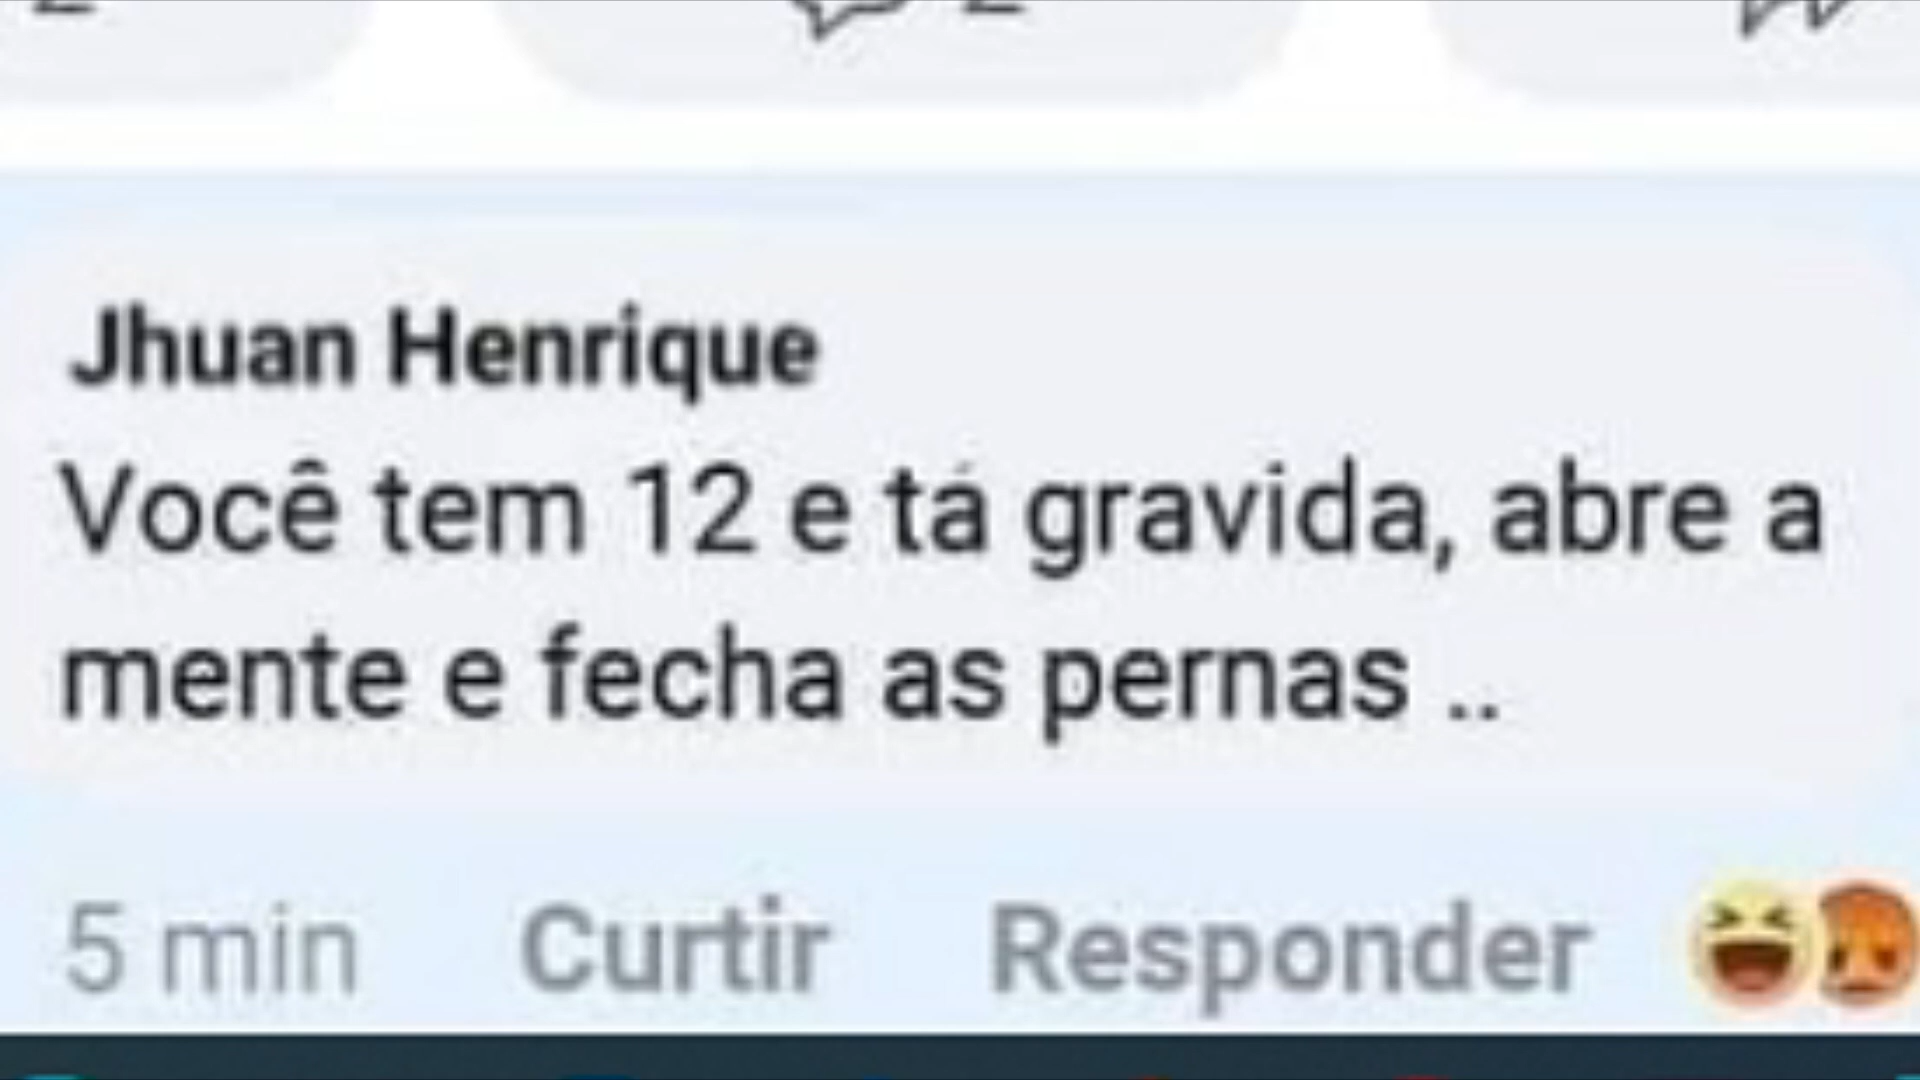 Jhuan Henrique
Você tem 12 e tá gravida, abre a
mente e fecha as pernas ..
5 min Curtir Responder